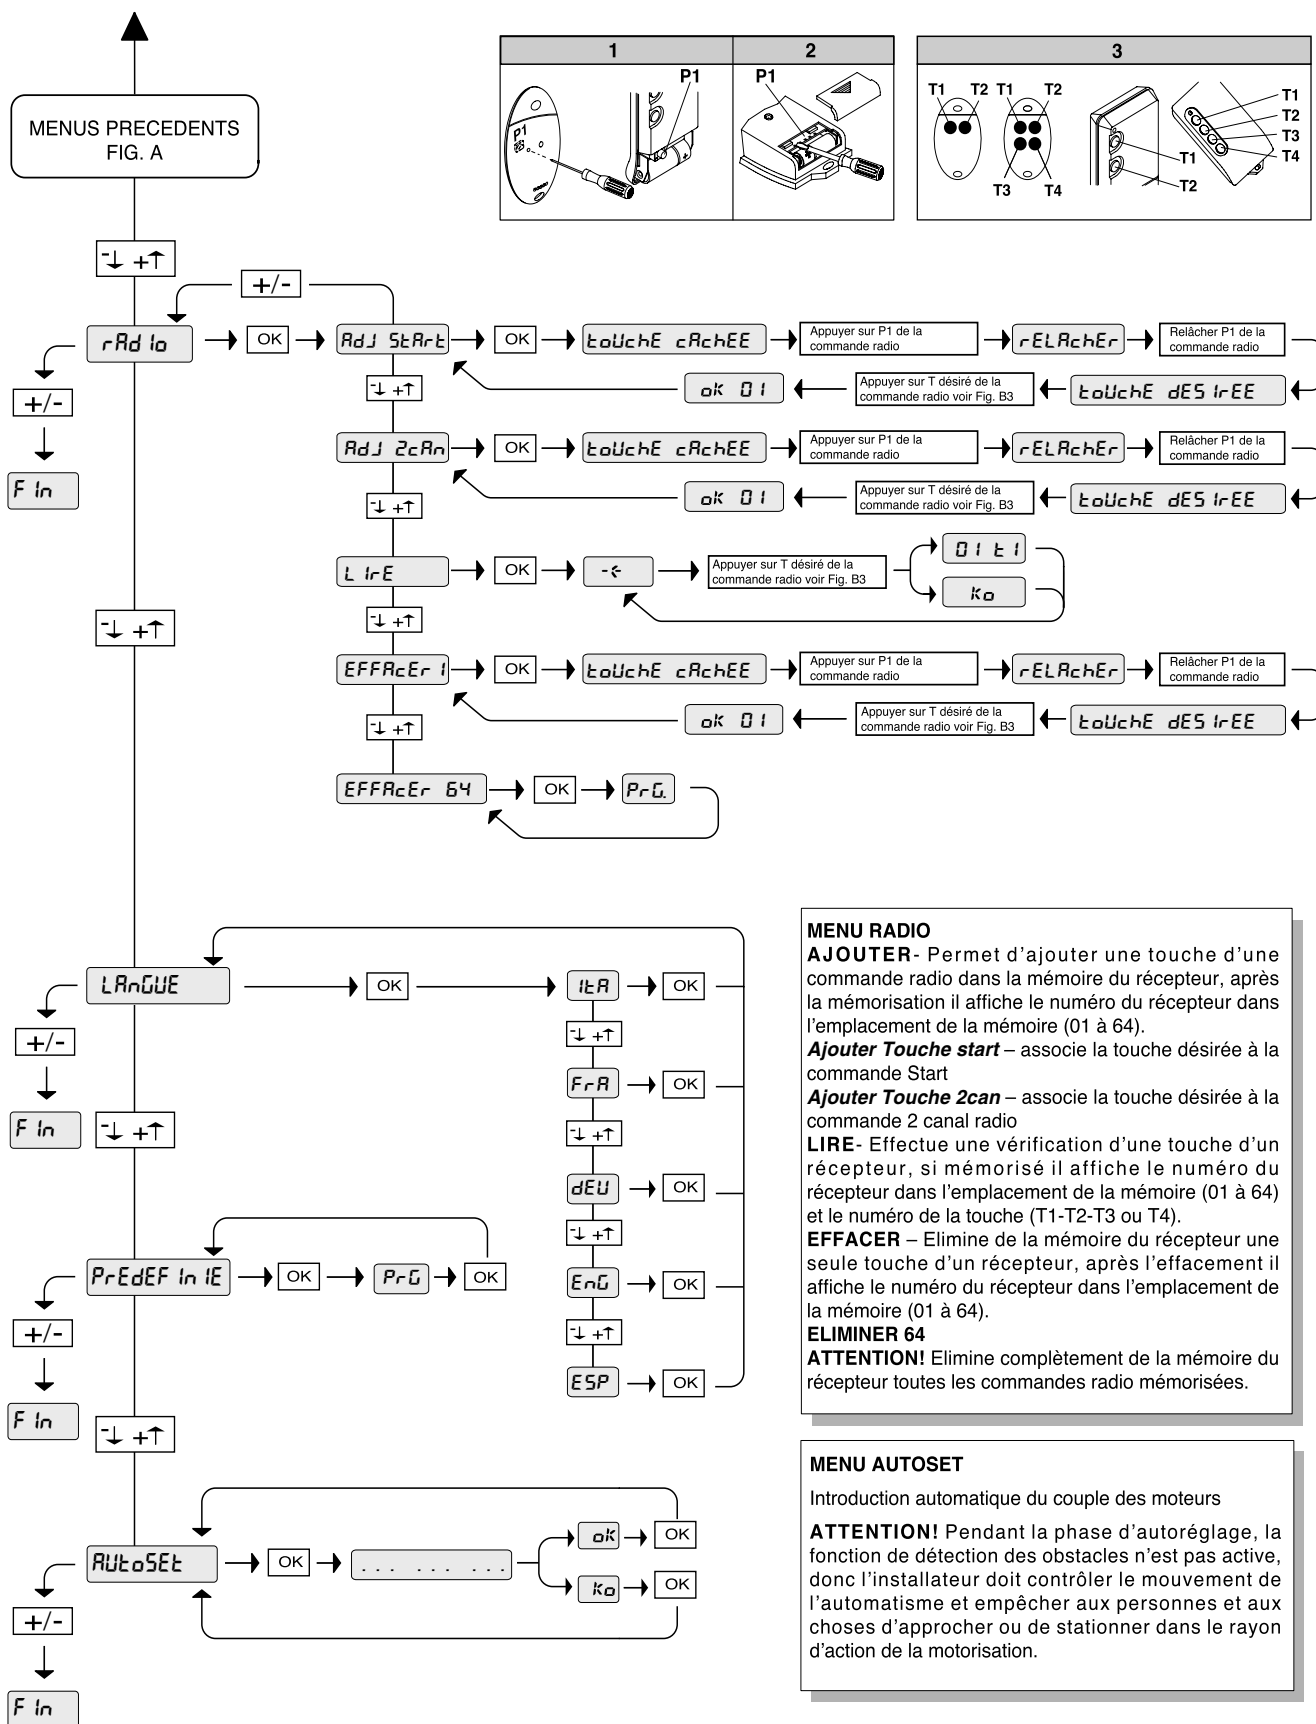 MENUS PRECEDENTS
FIG. A
1
2
3
P1
P1
P1
T1 T2 T1 T2
T3 T4
T1
T2
T1
T2
T3
T4
-↓ +↑
+/-
rAdIo
OK
AdJ StArt
OK
toUchE cAchEE
Appuyer sur P1 de la
commande radio
rELAchEr
Relâcher P1 de la
commande radio
+/-
-↓ +↑
oK 01
Appuyer sur T désiré de la
commande radio voir Fig. B3
toUchE dESIrEE
FIn
AdJ 2cAn
OK
toUchE cAchEE
Appuyer sur P1 de la
commande radio
rELAchEr
Relâcher P1 de la
commande radio
-↓ +↑
oK 01
Appuyer sur T désiré de la
commande radio voir Fig. B3
toUchE dESIrEE
LIrE
OK
Appuyer sur T désiré de la
commande radio voir Fig. B3
01 t1
Ko
-↓ +↑
-↓ +↑
EFFAcEr 1
OK
toUchE cAchEE
Appuyer sur P1 de la
commande radio
rELAchEr
Relâcher P1 de la
commande radio
-↓ +↑
oK 01
Appuyer sur T désiré de la
commande radio voir Fig. B3
toUchE dESIrEE
EFFAcEr 64
OK
PrG.
LAnGUE
OK
ItA
OK
+/-
-↓ +↑
FrA
OK
FIn
-↓ +↑
-↓ +↑
dEU
OK
-↓ +↑
PrEdEFInIE
OK
PrG
OK
EnG
OK
+/-
-↓ +↑
ESP
OK
FIn
-↓ +↑
AUtoSEt
OK
... ... ...
oK
OK
Ko
OK
+/-
FIn
MENU RADIO
AJOUTER- Permet d'ajouter une touche d'une
commande radio dans la mémoire du récepteur, après
la mémorisation il affiche le numéro du récepteur dans
l'emplacement de la mémoire (01 à 64).
Ajouter Touche start – associe la touche désirée à la
commande Start
Ajouter Touche 2can – associe la touche désirée à la
commande 2 canal radio
LIRE- Effectue une vérification d'une touche d'un
récepteur, si mémorisé il affiche le numéro du
récepteur dans l'emplacement de la mémoire (01 à 64)
et le numéro de la touche (T1-T2-T3 ou T4).
EFFACER – Elimine de la mémoire du récepteur une
seule touche d'un récepteur, après l'effacement il
affiche le numéro du récepteur dans l'emplacement de
la mémoire (01 à 64).
ELIMINER 64
ATTENTION! Elimine complètement de la mémoire du
récepteur toutes les commandes radio mémorisées.
MENU AUTOSET
Introduction automatique du couple des moteurs
ATTENTION! Pendant la phase d'autoréglage, la
fonction de détection des obstacles n'est pas active,
donc l'installateur doit contrôler le mouvement de
l'automatisme et empêcher aux personnes et aux
choses d'approcher ou de stationner dans le rayon
d'action de la motorisation.